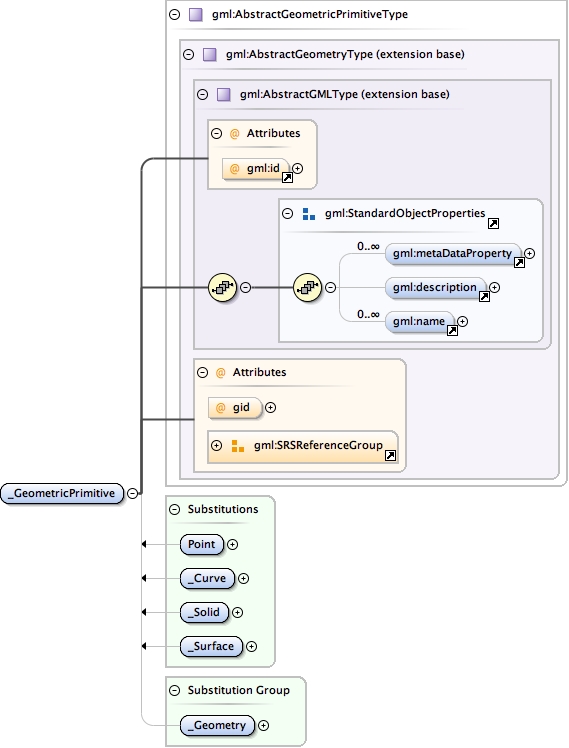 gml:AbstractGeometricPrimitiveType
gml:AbstractGeometryType (extension base)
gml:AbstractGMLType (extension base)
@ Attributes
@ gml:id
gml:StandardObjectProperties
0..∞
gml:metaDataProperty
gml:description
0..∞
gml:name
@ Attributes
@ gid
gml:SRSReferenceGroup
_GeometricPrimitive
Substitutions
Point
_Curve
_Solid
_Surface
Substitution Group
_Geometry